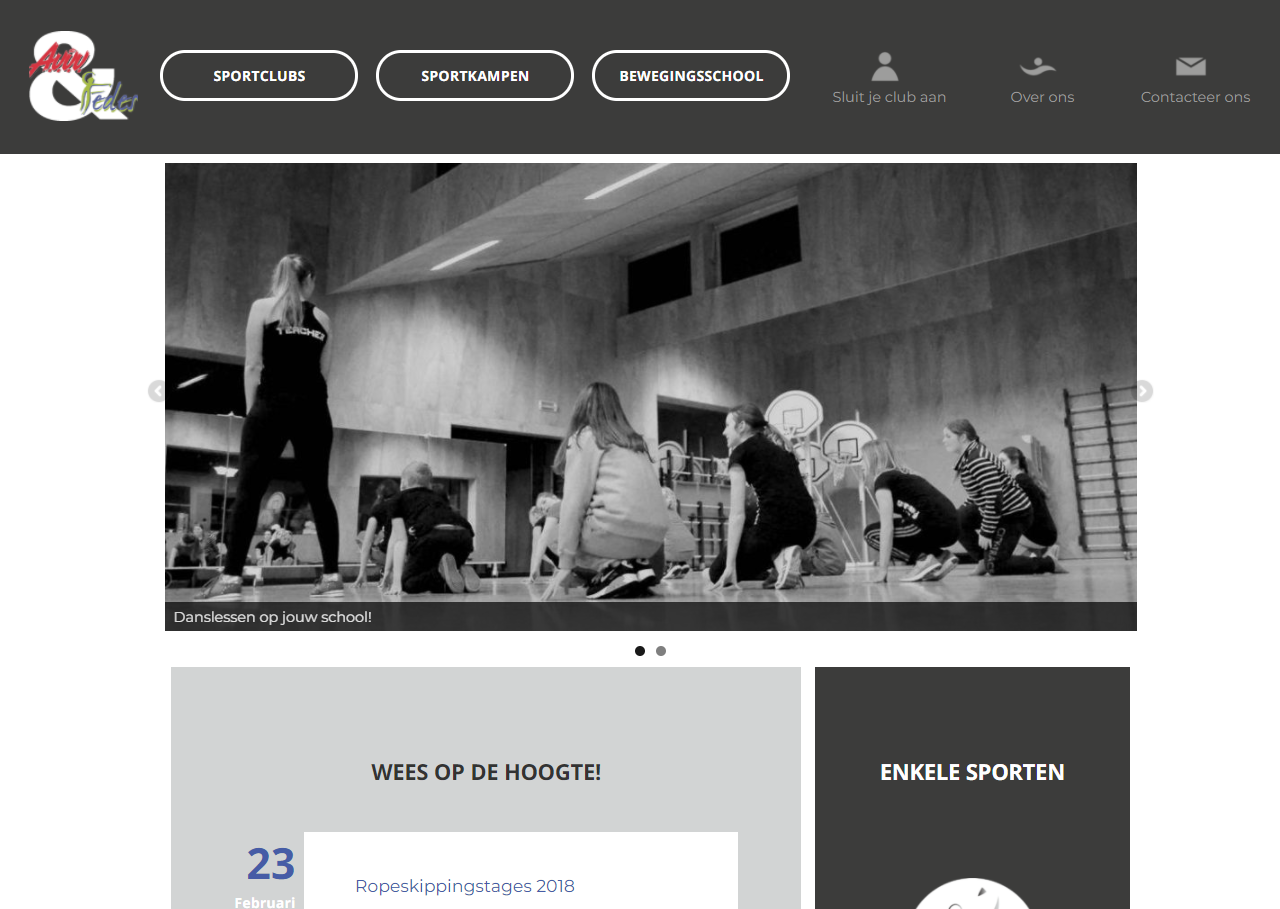 Avvv
&
Fedes
SPORTCLUBS
SPORTKAMPEN
BEWEGINGSSCHOOL
Sluit je club aan
Over ons
Contacteer ons
TEACHER
Danslessen op jouw school!
WEES OP DE HOOGTE!
ENKELE SPORTEN
23
Februari
Ropeskippingstages 2018